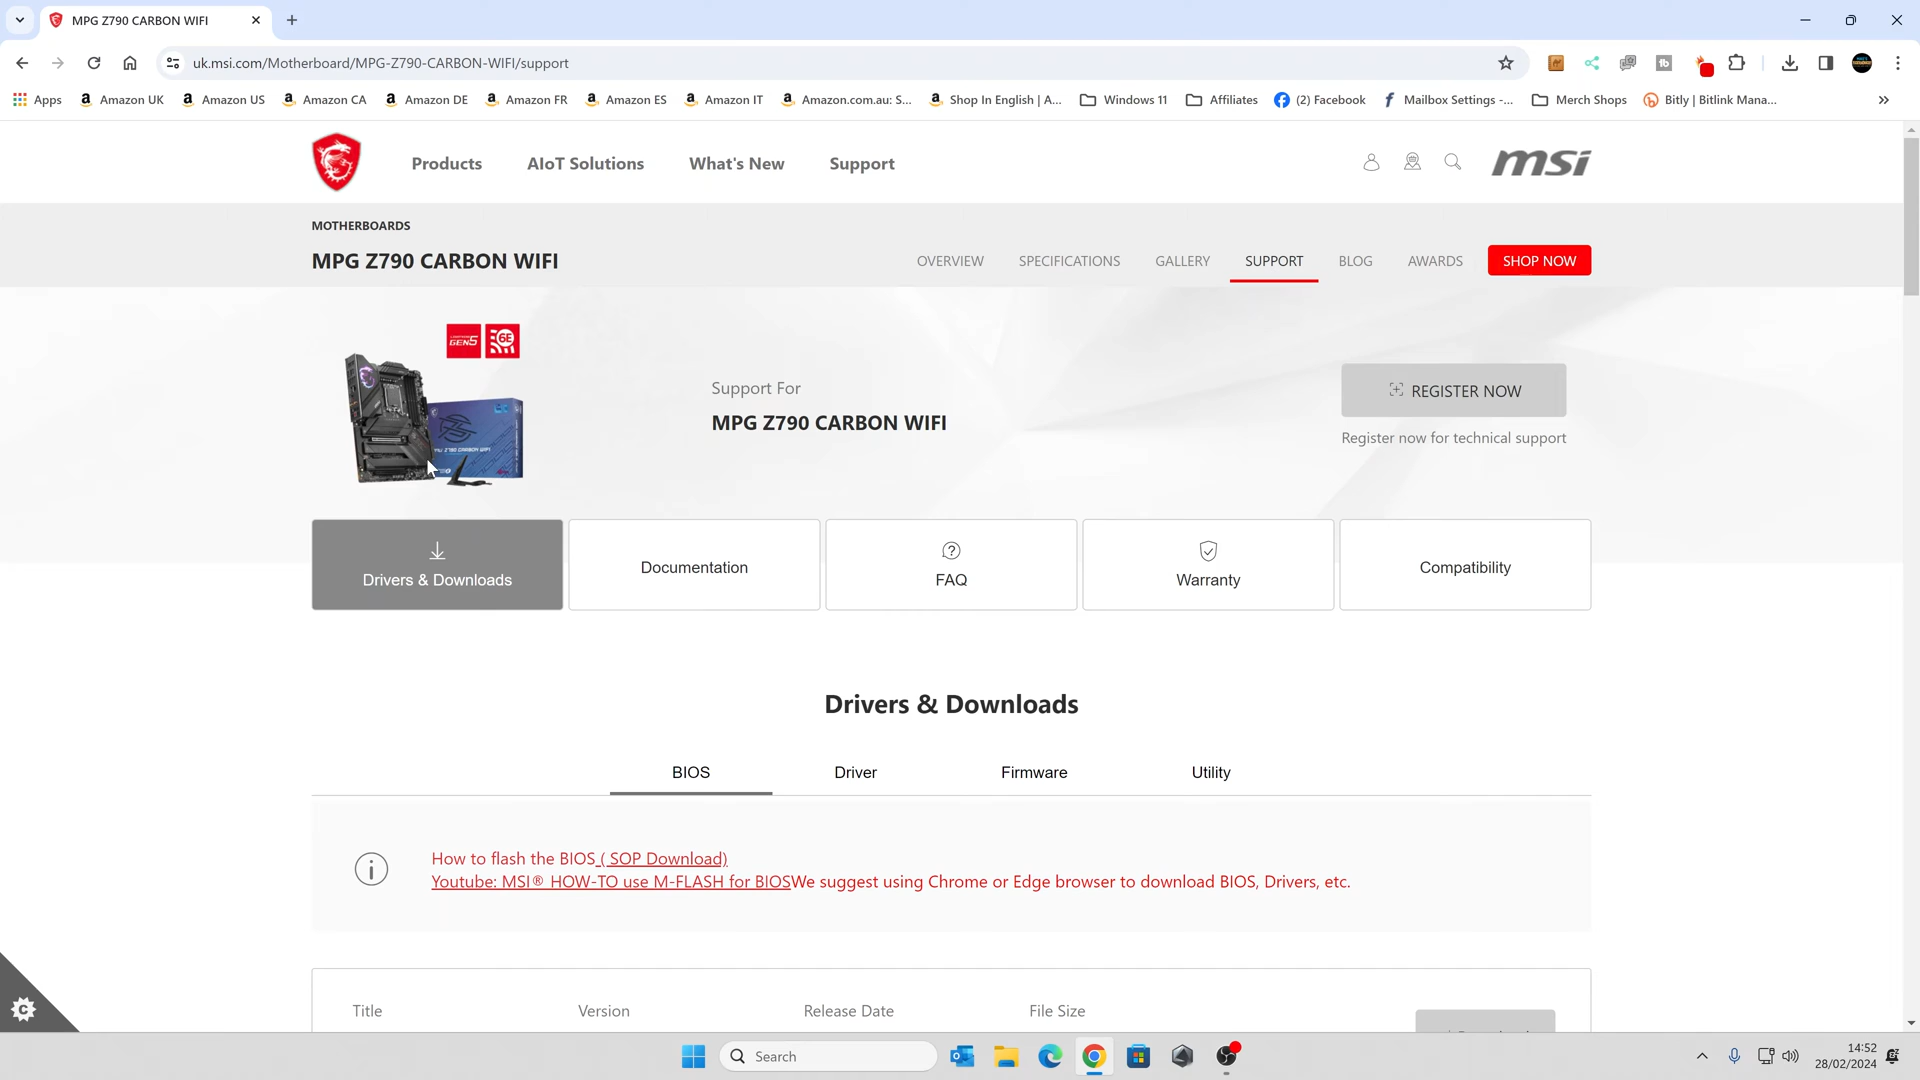 MPG Z790 CARBON WIFI
uk.msi.com/Motherboard/MPG-Z790-CARBON-WIFI/support
Apps
Amazon UK
Amazon US
Amazon CA
Amazon DE
Amazon FR
Amazon ES
Amazon IT
Amazon.com.au: S...
Shop In English | A...
Windows 11
Affiliates
(2) Facebook
Mailbox Settings -...
Merch Shops
Bitly | Bitlink Mana...
Products
AIoT Solutions
What's New
Support
msi
MOTHERBOARDS
MPG Z790 CARBON WIFI
OVERVIEW
SPECIFICATIONS
GALLERY
SUPPORT
BLOG
AWARDS
SHOP NOW
GEN5
6E
Support For
MPG Z790 CARBON WIFI
REGISTER NOW
Register now for technical support
Drivers & Downloads
Documentation
FAQ
Warranty
Compatibility
Drivers & Downloads
BIOS
Driver
Firmware
Utility
How to flash the BIOS ( SOP Download)
Youtube: MSI® HOW-TO use M-FLASH for BIOSWe suggest using Chrome or Edge browser to download BIOS, Drivers, etc.
Title
Version
Release Date
File Size
Search
14:52
28/02/2024